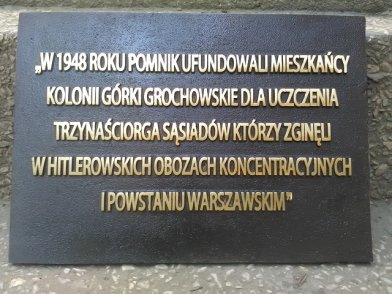 „W 1948 ROKU POMNIK UFUNDOWALI MIESZKAŃCY
KOLONII GÓRKI GROCHOWSKIE DLA UCZCZENIA
TRZYNAŚCIORGA SĄSIADÓW KTÓRZY ZGINĘLI
W HITLEROWSKICH OBOZACH KONCENTRACYJNYCH
I POWSTANIU WARSZAWSKIM”